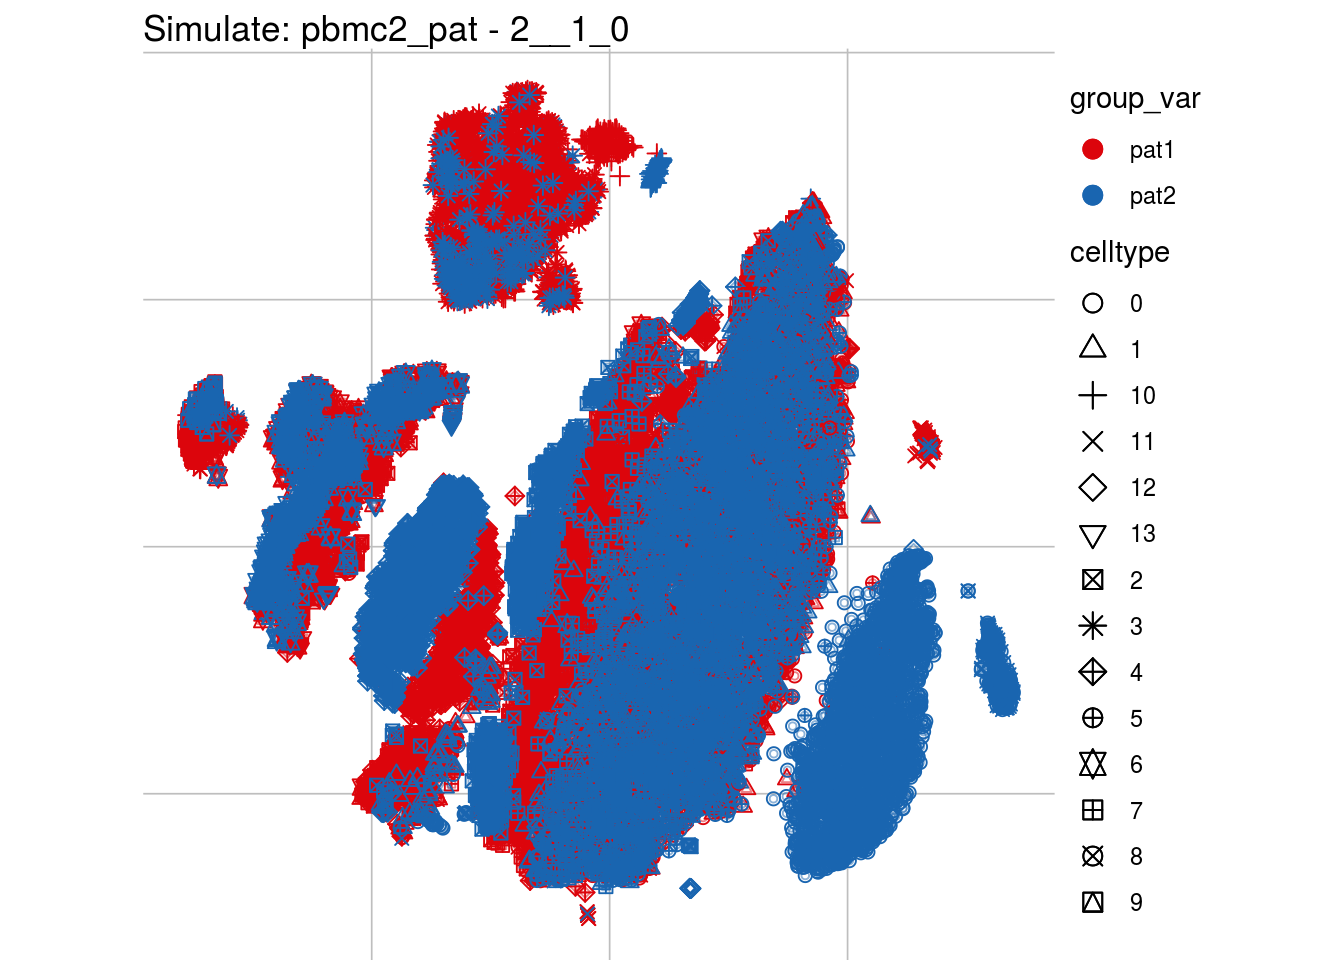 Simulate: pbmc2_pat - 2__1_0
group_var
pat1
pat2
celltype
0
1
10
11
12
13
2
3
4
5
6
7
8
9